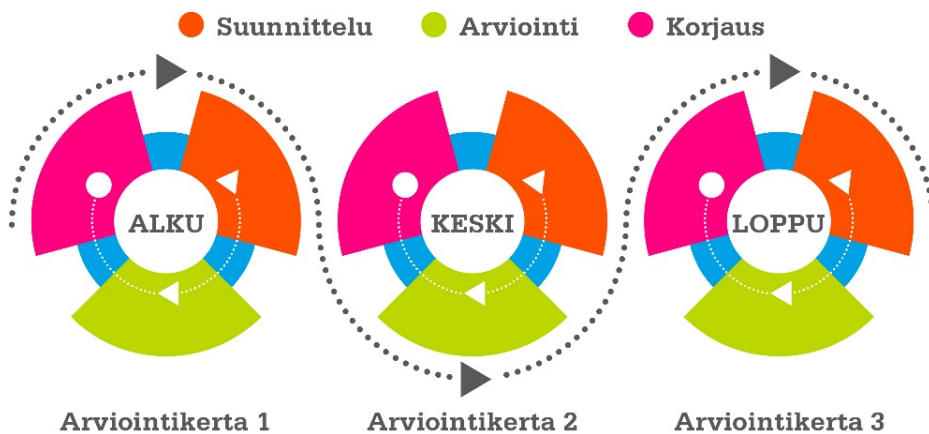 Suunnittelu Arviointi Korjaus
ALKU KESKI LOPPU
Arviointikerta 1 Arviointikerta 2 Arviointikerta 3